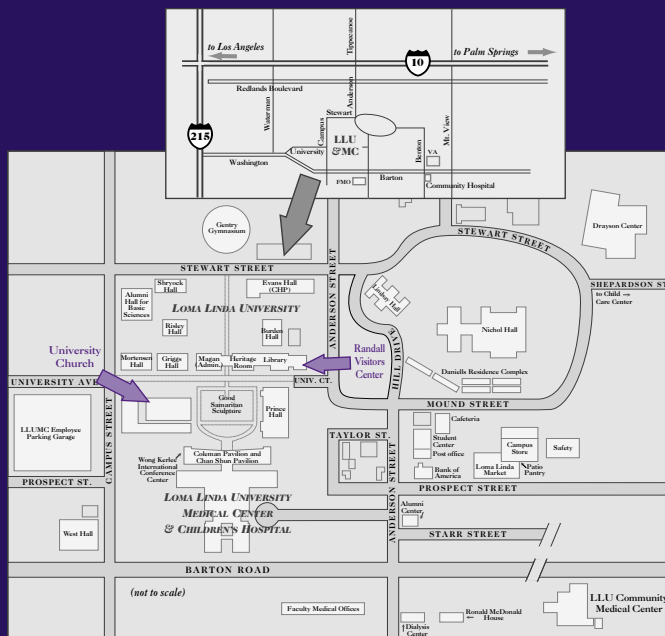 to Los Angeles
to Palm Springs
Tippecanoe
10
Redlands Boulevard
Waterman
Anderson
Stewart
Campus
Mt. View
215
LLU
&MC
University
Benton
VA
Washington
Barton
FMO
Community Hospital
Gentry
Gymnasium
Drayson Center
STEWART STREET
STEWART STREET
ANDERSON STREET
SHEPARDSON ST
to Child →
Care Center
Shryock
Hall
Evans Hall
(CHP)
Alumni
Hall for
Basic
Sciences
LOMA LINDA UNIVERSITY
Lindsay Hall
Risley
Hall
Burden
Hall
Nichol Hall
HILL DRIVE
University
Church
Mortensen
Hall
Griggs
Hall
Magan
(Admin.)
Heritage
Room
Library
Randall
Visitors
Center
Daniells Residence Complex
UNIVERSITY AVE
UNIV. CT.
MOUND STREET
Good
Samaritan
Sculpture
Prince
Hall
CAMPUS STREET
LLUMC Employee
Parking Garage
TAYLOR ST.
Cafeteria
Student
Center
Post office
Campus
Store
Safety
Wong Kerlee
International
Conference
Center
Coleman Pavilion and
Chan Shun Pavilion
Bank of
America
Loma Linda
Market
Patio
Pantry
PROSPECT ST.
PROSPECT STREET
LOMA LINDA UNIVERSITY
MEDICAL CENTER
& CHILDREN'S HOSPITAL
ANDERSON STREET
Alumni
Center
West Hall
STARR STREET
BARTON ROAD
(not to scale)
Faculty Medical Offices
Ronald McDonald
← House
LLU Community
Medical Center
↑Dialysis
Center